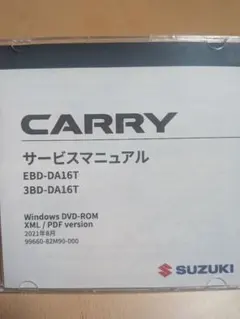 CARRY
サービスマニュアル
EBD-DA16T
3BD-DA16T
Windows DVD-ROM
XML / PDF version
2021年8月
99660-82M90-000
SUZUKI